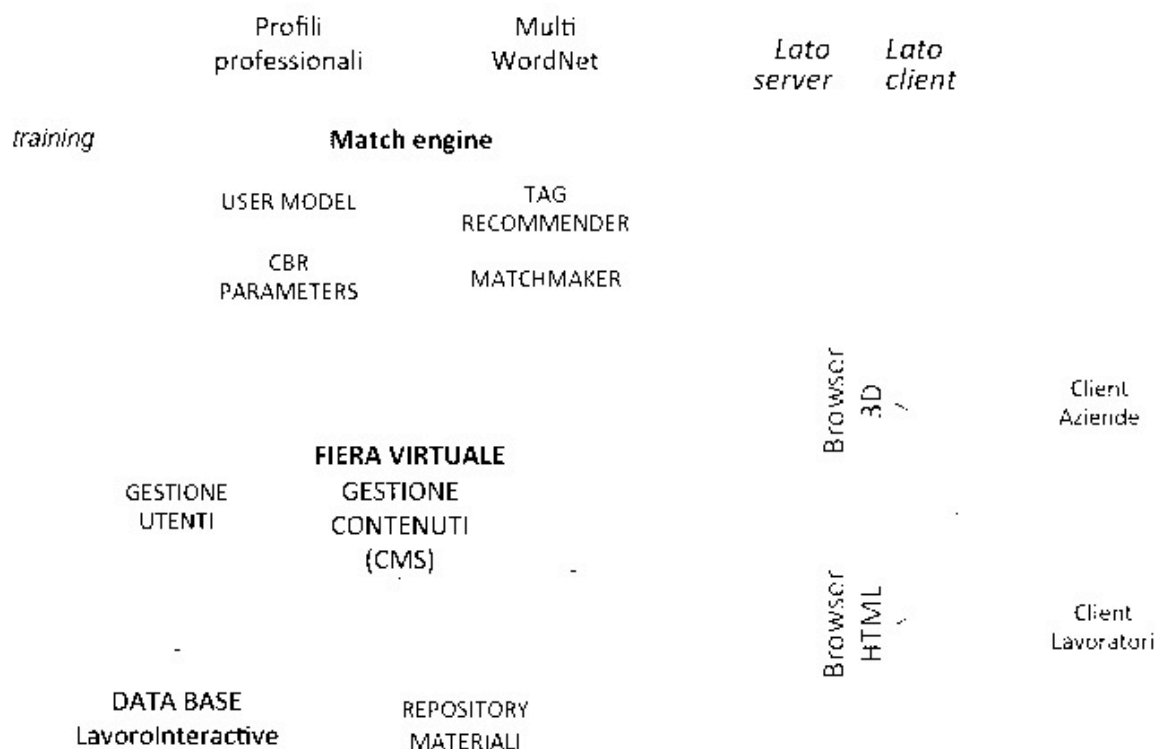 Profili
professionali
Multi
WordNet
Lato
server
Lato
client
training
Match engine
USER MODEL
TAG
RECOMMENDER
CBR
PARAMETERS
MATCHMAKER
Browser
3D
Client
Aziende
FIERA VIRTUALE
GESTIONE
UTENTI
GESTIONE
CONTENUTI
(CMS)
Browser
HTML
Client
Lavoratori
DATA BASE
LavoroInteractive
REPOSITORY
MATERIALI